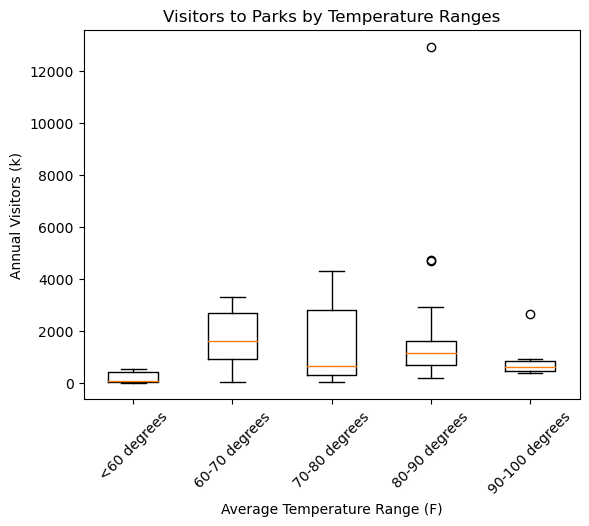 Visitors to Parks by Temperature Ranges
Annual Visitors (k)
12000
10000
8000
6000
4000
2000
0
<60 degrees
60-70 degrees
70-80 degrees
80-90 degrees
90-100 degrees
Average Temperature Range (F)